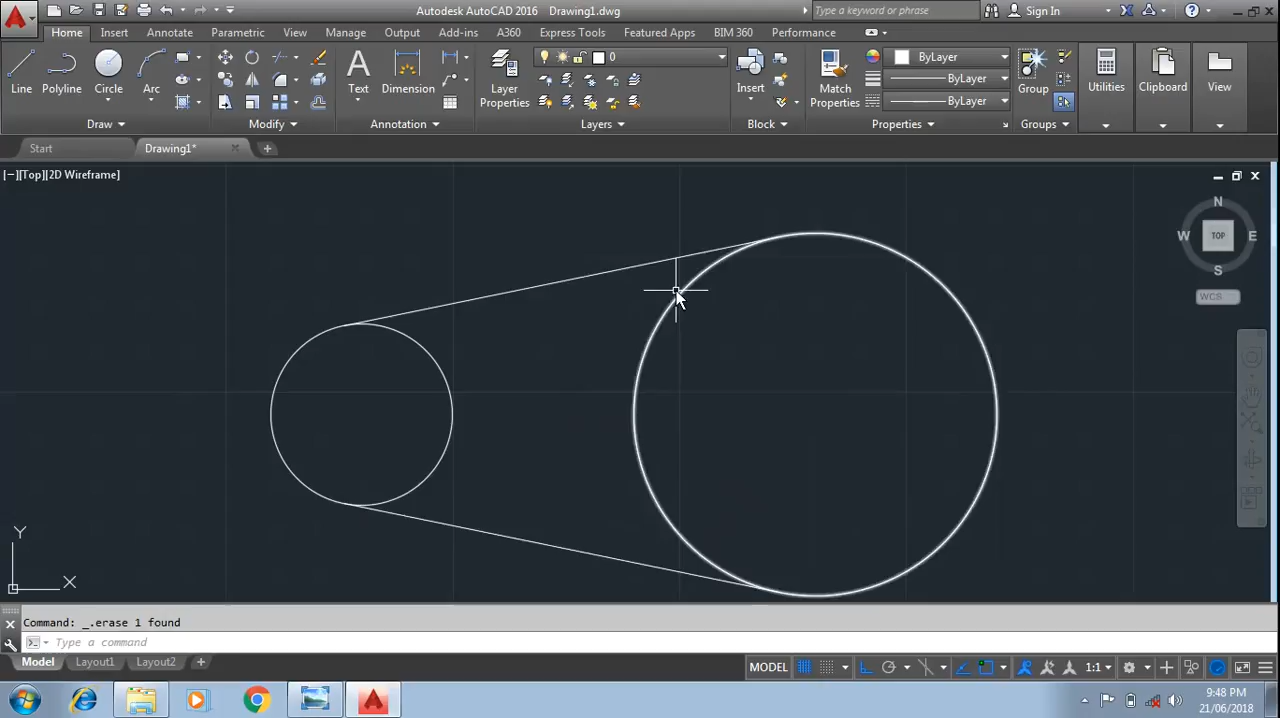 Autodesk AutoCAD 2016 Drawing1.dwg
Type a keyword or phrase
Sign In
Home Insert Annotate Parametric View Manage Output Add-ins A360 Express Tools Featured Apps BIM 360 Performance
Line Polyline Circle Arc
Text Dimension
Layer Properties
0
Insert
Match Properties
ByLayer
ByLayer
ByLayer
Group
Utilities
Clipboard
View
Draw Modify Annotation Layers Block Properties Groups
Start Drawing1*
[−][Top][2D Wireframe]
N
W TOP E
S
WCS
Y
X
Command: _.erase 1 found
Type a command
Model Layout1 Layout2
MODEL 1:1
9:48 PM
21/06/2018